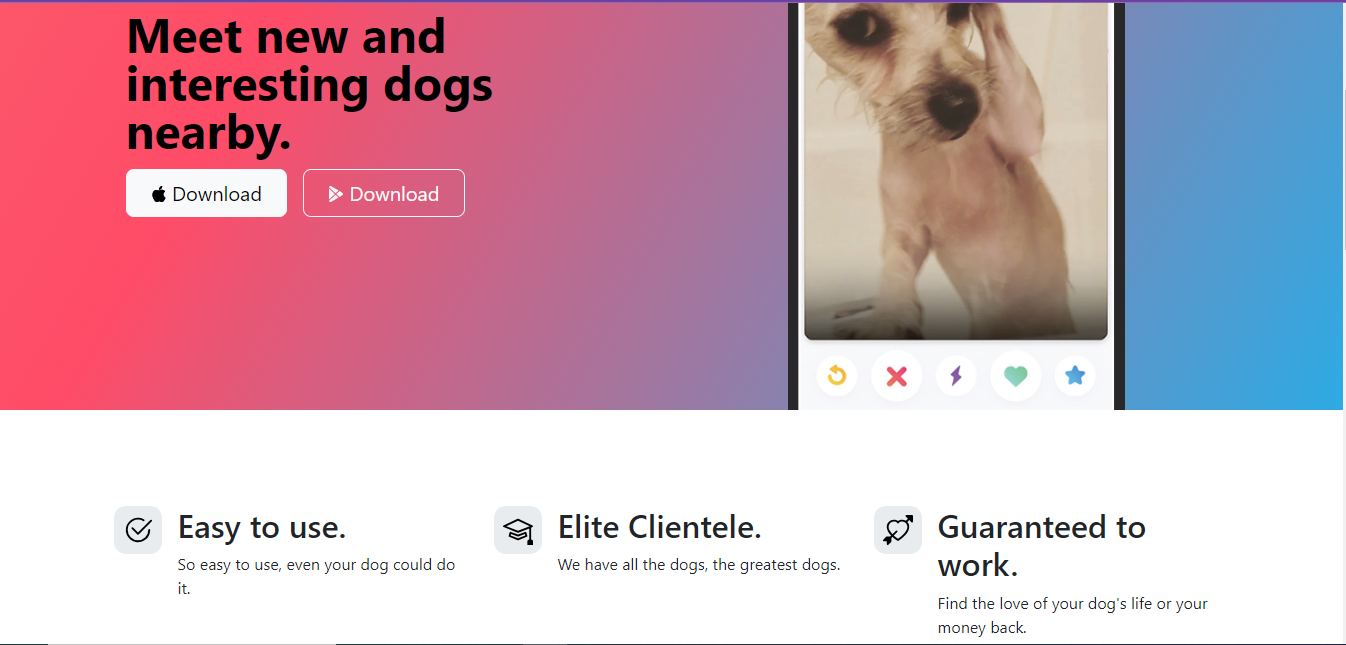 Meet new and
interesting dogs
nearby.
Download
Download
Easy to use.
So easy to use, even your dog could do
it.
Elite Clientele.
We have all the dogs, the greatest dogs.
Guaranteed to
work.
Find the love of your dog's life or your
money back.